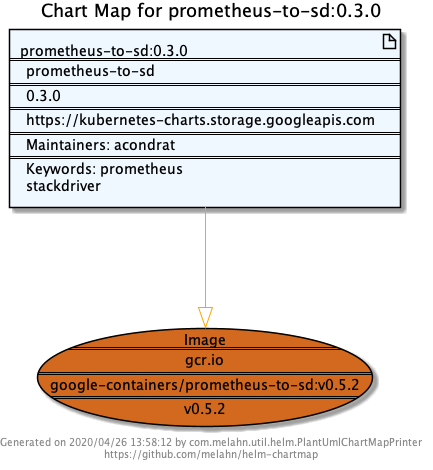 Chart Map for prometheus-to-sd:0.3.0
prometheus-to-sd:0.3.0
prometheus-to-sd
0.3.0
https://kubernetes-charts.storage.googleapis.com
Maintainers: acondrat
Keywords: prometheus
stackdriver
Image
gcr.io
google-containers/prometheus-to-sd:v0.5.2
v0.5.2
Generated on 2020/04/26 13:58:12 by com.melahn.util.helm.PlantUmlChartMapPrinter
https://github.com/melahn/helm-chartmap